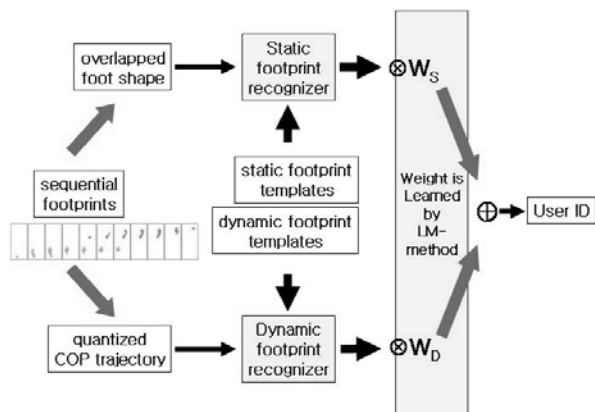 overlapped
foot shape
Static
footprint
recognizer
⊗W_S
sequential
footprints
static footprint
templates
dynamic footprint
templates
Weight is
Learned
by
LM-
method
⊕
User ID
quantized
COP trajectory
Dynamic
footprint
recognizer
⊗W_D